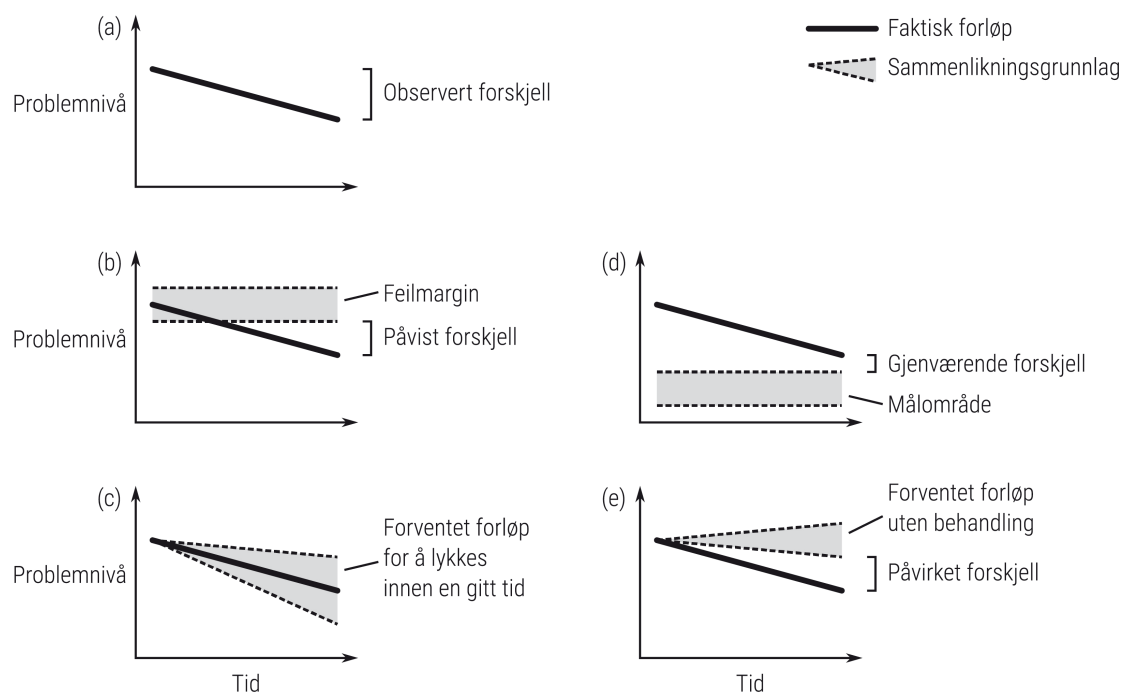 (a)
Problemnivå
Observert forskjell
Faktisk forløp
Sammenlikningsgrunnlag
(b)
Problemnivå
Feilmargin
Påvist forskjell
(d)
Gjenværende forskjell
Målområde
(c)
Problemnivå
Forventet forløp
for å lykkes
innen en gitt tid
Tid
(e)
Forventet forløp
uten behandling
Påvirket forskjell
Tid